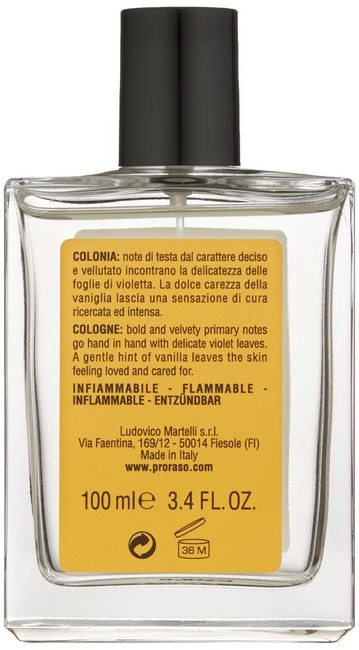 COLONIA: note di testa dal carattere deciso
e vellutato incontrano la delicatezza delle
foglie di violetta. La dolce carezza della
vaniglia lascia una sensazione di cura
ricercata ed intensa.
COLOGNE: bold and velvety primary notes
go hand in hand with delicate violet leaves.
A gentle hint of vanilla leaves the skin
feeling loved and cared for.
INFIAMMABILE - FLAMMABLE -
INFLAMMABLE - ENTZÜNDBAR
Ludovico Martelli s.r.l.
Via Faentina, 169/12 - 50014 Fiesole (FI)
Made in Italy
www.proraso.com
100 ml℮ 3.4 FL.OZ.
36 M